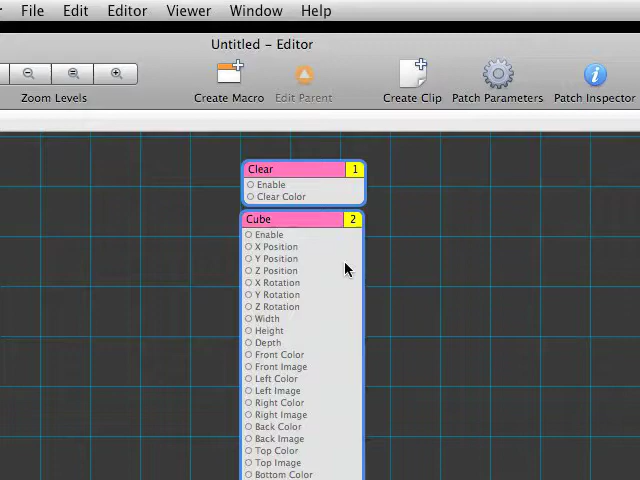 File Edit Editor Viewer Window Help
Untitled – Editor
Zoom Levels Create Macro Edit Parent Create Clip Patch Parameters Patch Inspector
Clear 1
Enable
Clear Color
Cube 2
Enable
X Position
Y Position
Z Position
X Rotation
Y Rotation
Z Rotation
Width
Height
Depth
Front Color
Front Image
Left Color
Left Image
Right Color
Right Image
Back Color
Back Image
Top Color
Top Image
Bottom Color